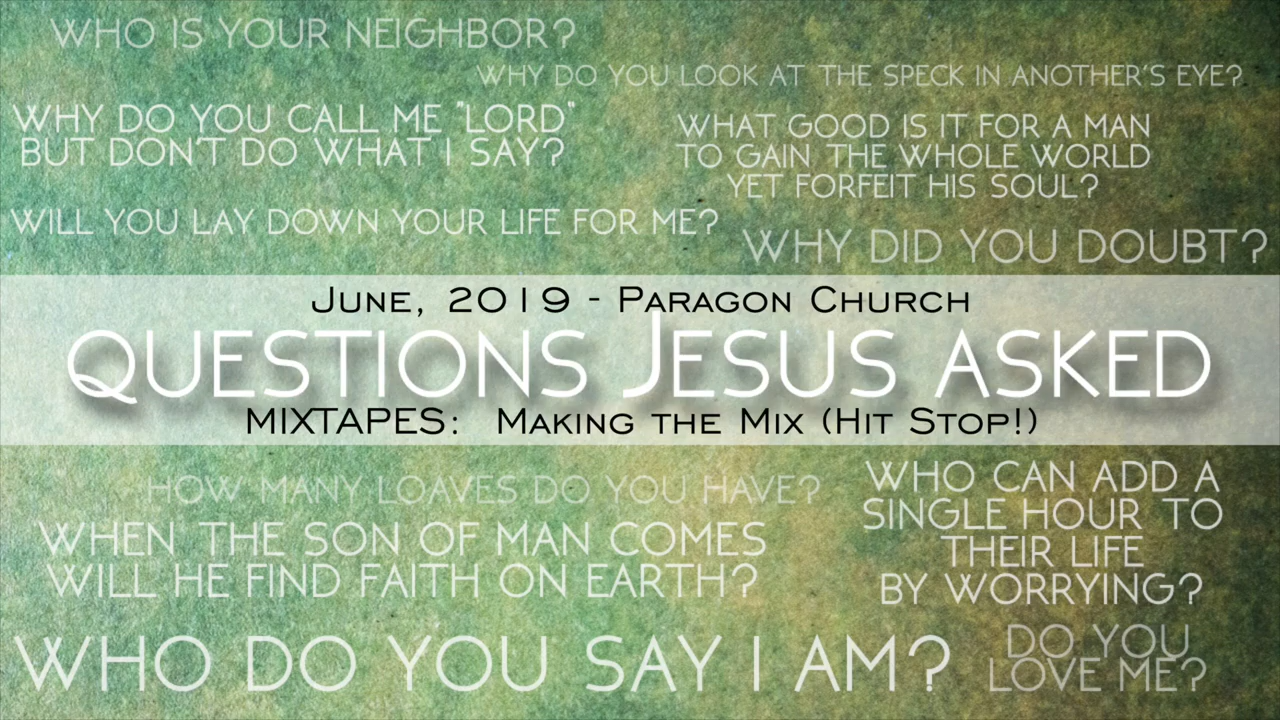 WHO IS YOUR NEIGHBOR?
WHY DO YOU LOOK AT THE SPECK IN ANOTHER'S EYE?
WHY DO YOU CALL ME "LORD"
BUT DON'T DO WHAT I SAY?
WHAT GOOD IS IT FOR A MAN
TO GAIN THE WHOLE WORLD
YET FORFEIT HIS SOUL?
WILL YOU LAY DOWN YOUR LIFE FOR ME?
WHY DID YOU DOUBT?
JUNE, 2019 - PARAGON CHURCH
QUESTIONS JESUS ASKED
MIXTAPES: MAKING THE MIX (HIT STOP!)
HOW MANY LOAVES DO YOU HAVE?
WHEN THE SON OF MAN COMES
WILL HE FIND FAITH ON EARTH?
WHO CAN ADD A
SINGLE HOUR TO
THEIR LIFE
BY WORRYING?
WHO DO YOU SAY I AM?
DO YOU
LOVE ME?